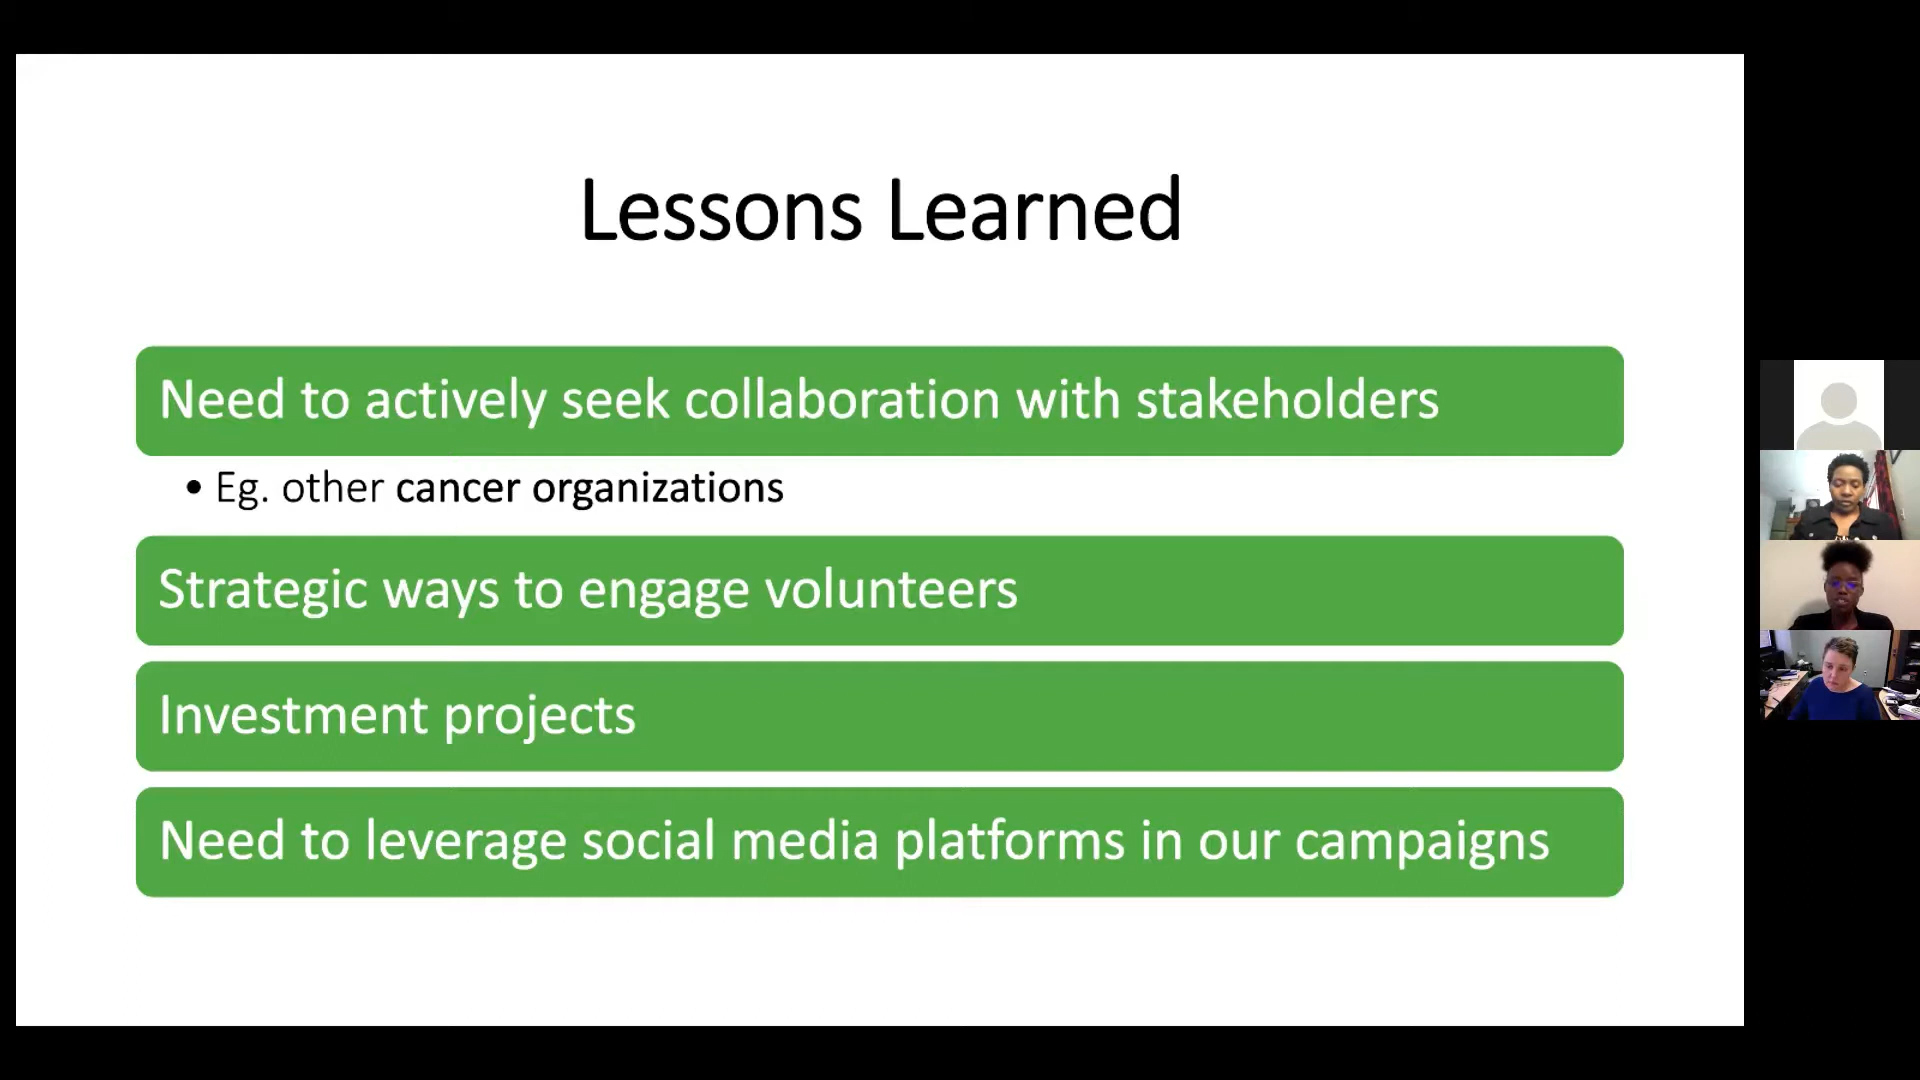 Lessons Learned
Need to actively seek collaboration with stakeholders
• Eg. other cancer organizations
Strategic ways to engage volunteers
Investment projects
Need to leverage social media platforms in our campaigns